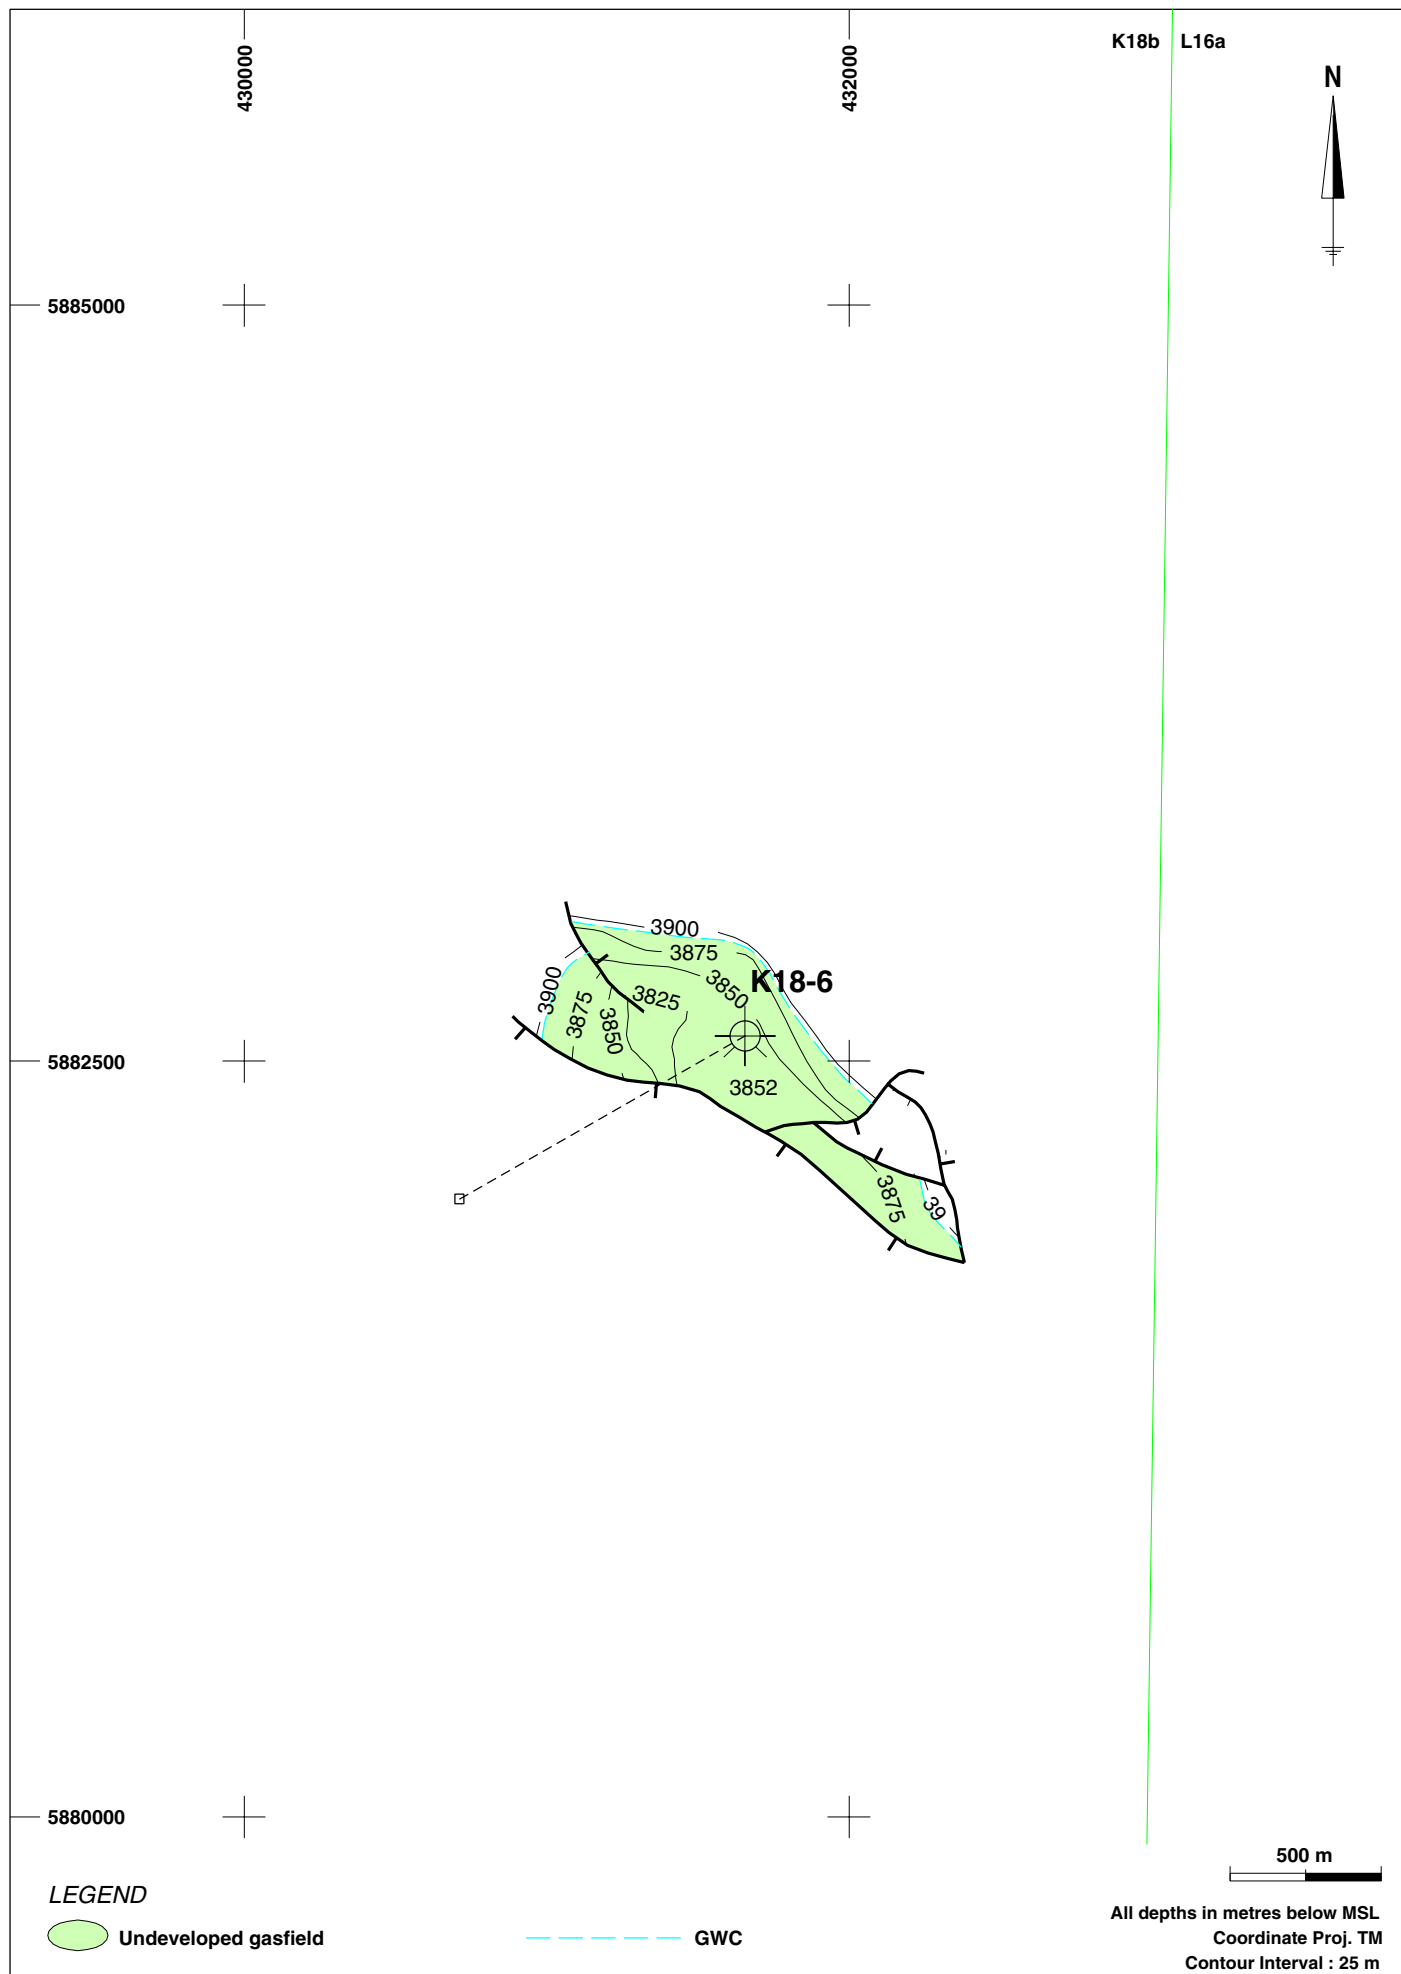 430000
432000
K18b
L16a
N
5885000
3900
3875
K18-6
3850
3825
3900
3875
3850
5882500
3852
3875
39
5880000
500 m
LEGEND
Undeveloped gasfield
GWC
All depths in metres below MSL
Coordinate Proj. TM
Contour Interval : 25 m